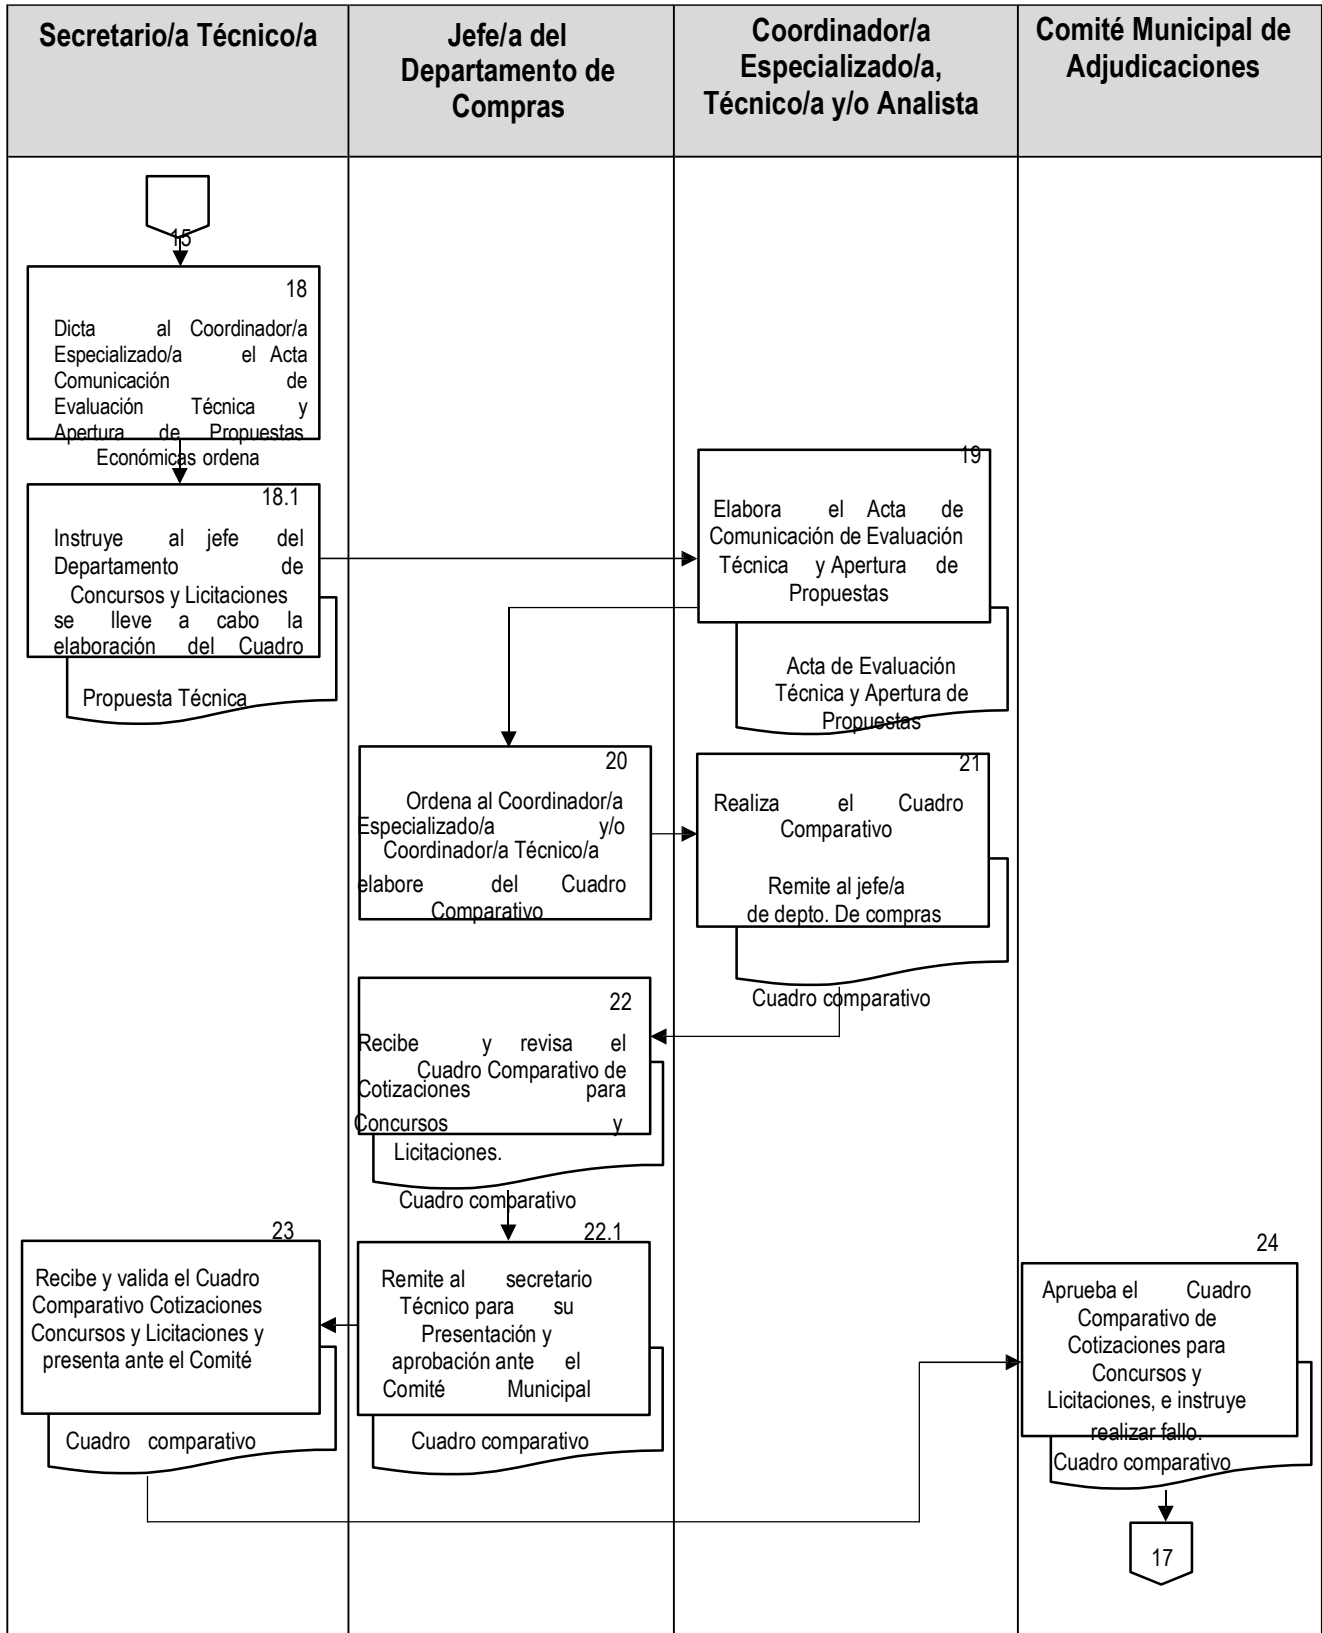 Secretario/a Técnico/a
Jefe/a del
Departamento de
Compras
Coordinador/a
Especializado/a,
Técnico/a y/o Analista
Comité Municipal de
Adjudicaciones
15
18
Dicta al Coordinador/a
Especializado/a el Acta
Comunicación de
Evaluación Técnica y
Apertura de Propuestas
Económicas ordena
18.1
Instruye al jefe del
Departamento de
Concursos y Licitaciones
se lleve a cabo la
elaboración del Cuadro
Propuesta Técnica
19
Elabora el Acta de
Comunicación de Evaluación
Técnica y Apertura de
Propuestas
Acta de Evaluación
Técnica y Apertura de
Propuestas
20
Ordena al Coordinador/a
Especializado/a y/o
Coordinador/a Técnico/a
elabore del Cuadro
Comparativo
21
Realiza el Cuadro
Comparativo
Remite al jefe/a
de depto. De compras
Cuadro comparativo
22
Recibe y revisa el
Cuadro Comparativo de
Cotizaciones para
Concursos y
Licitaciones.
Cuadro comparativo
22.1
Remite al secretario
Técnico para su
Presentación y
aprobación ante el
Comité Municipal
Cuadro comparativo
23
Recibe y valida el Cuadro
Comparativo Cotizaciones
Concursos y Licitaciones y
presenta ante el Comité
Cuadro comparativo
24
Aprueba el Cuadro
Comparativo de
Cotizaciones para
Concursos y
Licitaciones, e instruye
realizar fallo.
Cuadro comparativo
17